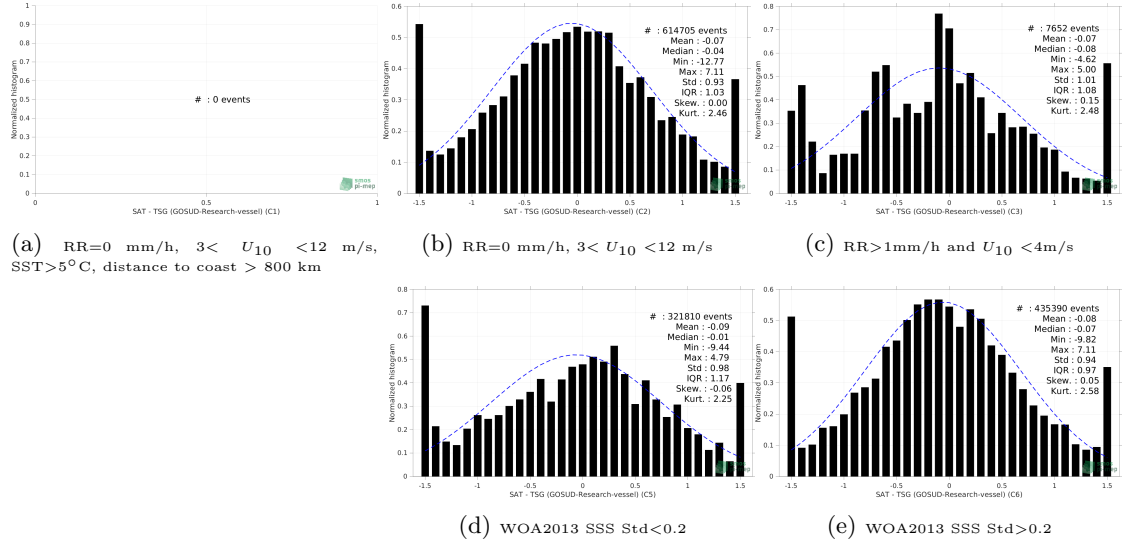 1
0.9
0.8
0.7
0.6
0.5
0.4
0.3
0.2
0.1
0
Normalized histogram
# : 0 events
smos
pi-mep
0 0.5 1
SAT - TSG (GOSUD-Research-vessel) (C1)
(a) RR=0 mm/h, 3< U10 <12 m/s,
SST>5°C, distance to coast > 800 km
0.6
0.5
0.4
0.3
0.2
0.1
0
Normalized histogram
# : 614705 events
Mean : -0.07
Median : -0.04
Min : -12.77
Max : 7.11
Std : 0.93
IQR : 1.03
Skew. : 0.00
Kurt. : 2.46
-1.5 -1 -0.5 0 0.5 1 1.5
SAT - TSG (GOSUD-Research-vessel) (C2)
(b) RR=0 mm/h, 3< U10 <12 m/s
0.8
0.7
0.6
0.5
0.4
0.3
0.2
0.1
0
Normalized histogram
# : 7652 events
Mean : -0.07
Median : -0.08
Min : -4.62
Max : 5.00
Std : 1.01
IQR : 1.08
Skew. : 0.15
Kurt. : 2.48
-1.5 -1 -0.5 0 0.5 1 1.5
SAT - TSG (GOSUD-Research-vessel) (C3)
(c) RR>1mm/h and U10 <4m/s
0.8
0.7
0.6
0.5
0.4
0.3
0.2
0.1
0
Normalized histogram
# : 321810 events
Mean : -0.09
Median : -0.01
Min : -9.44
Max : 4.79
Std : 0.98
IQR : 1.17
Skew. : -0.06
Kurt. : 2.25
-1.5 -1 -0.5 0 0.5 1 1.5
SAT - TSG (GOSUD-Research-vessel) (C5)
(d) WOA2013 SSS Std<0.2
0.6
0.5
0.4
0.3
0.2
0.1
0
Normalized histogram
# : 435390 events
Mean : -0.08
Median : -0.07
Min : -9.82
Max : 7.11
Std : 0.94
IQR : 0.97
Skew. : 0.05
Kurt. : 2.58
-1.5 -1 -0.5 0 0.5 1 1.5
SAT - TSG (GOSUD-Research-vessel) (C6)
(e) WOA2013 SSS Std>0.2